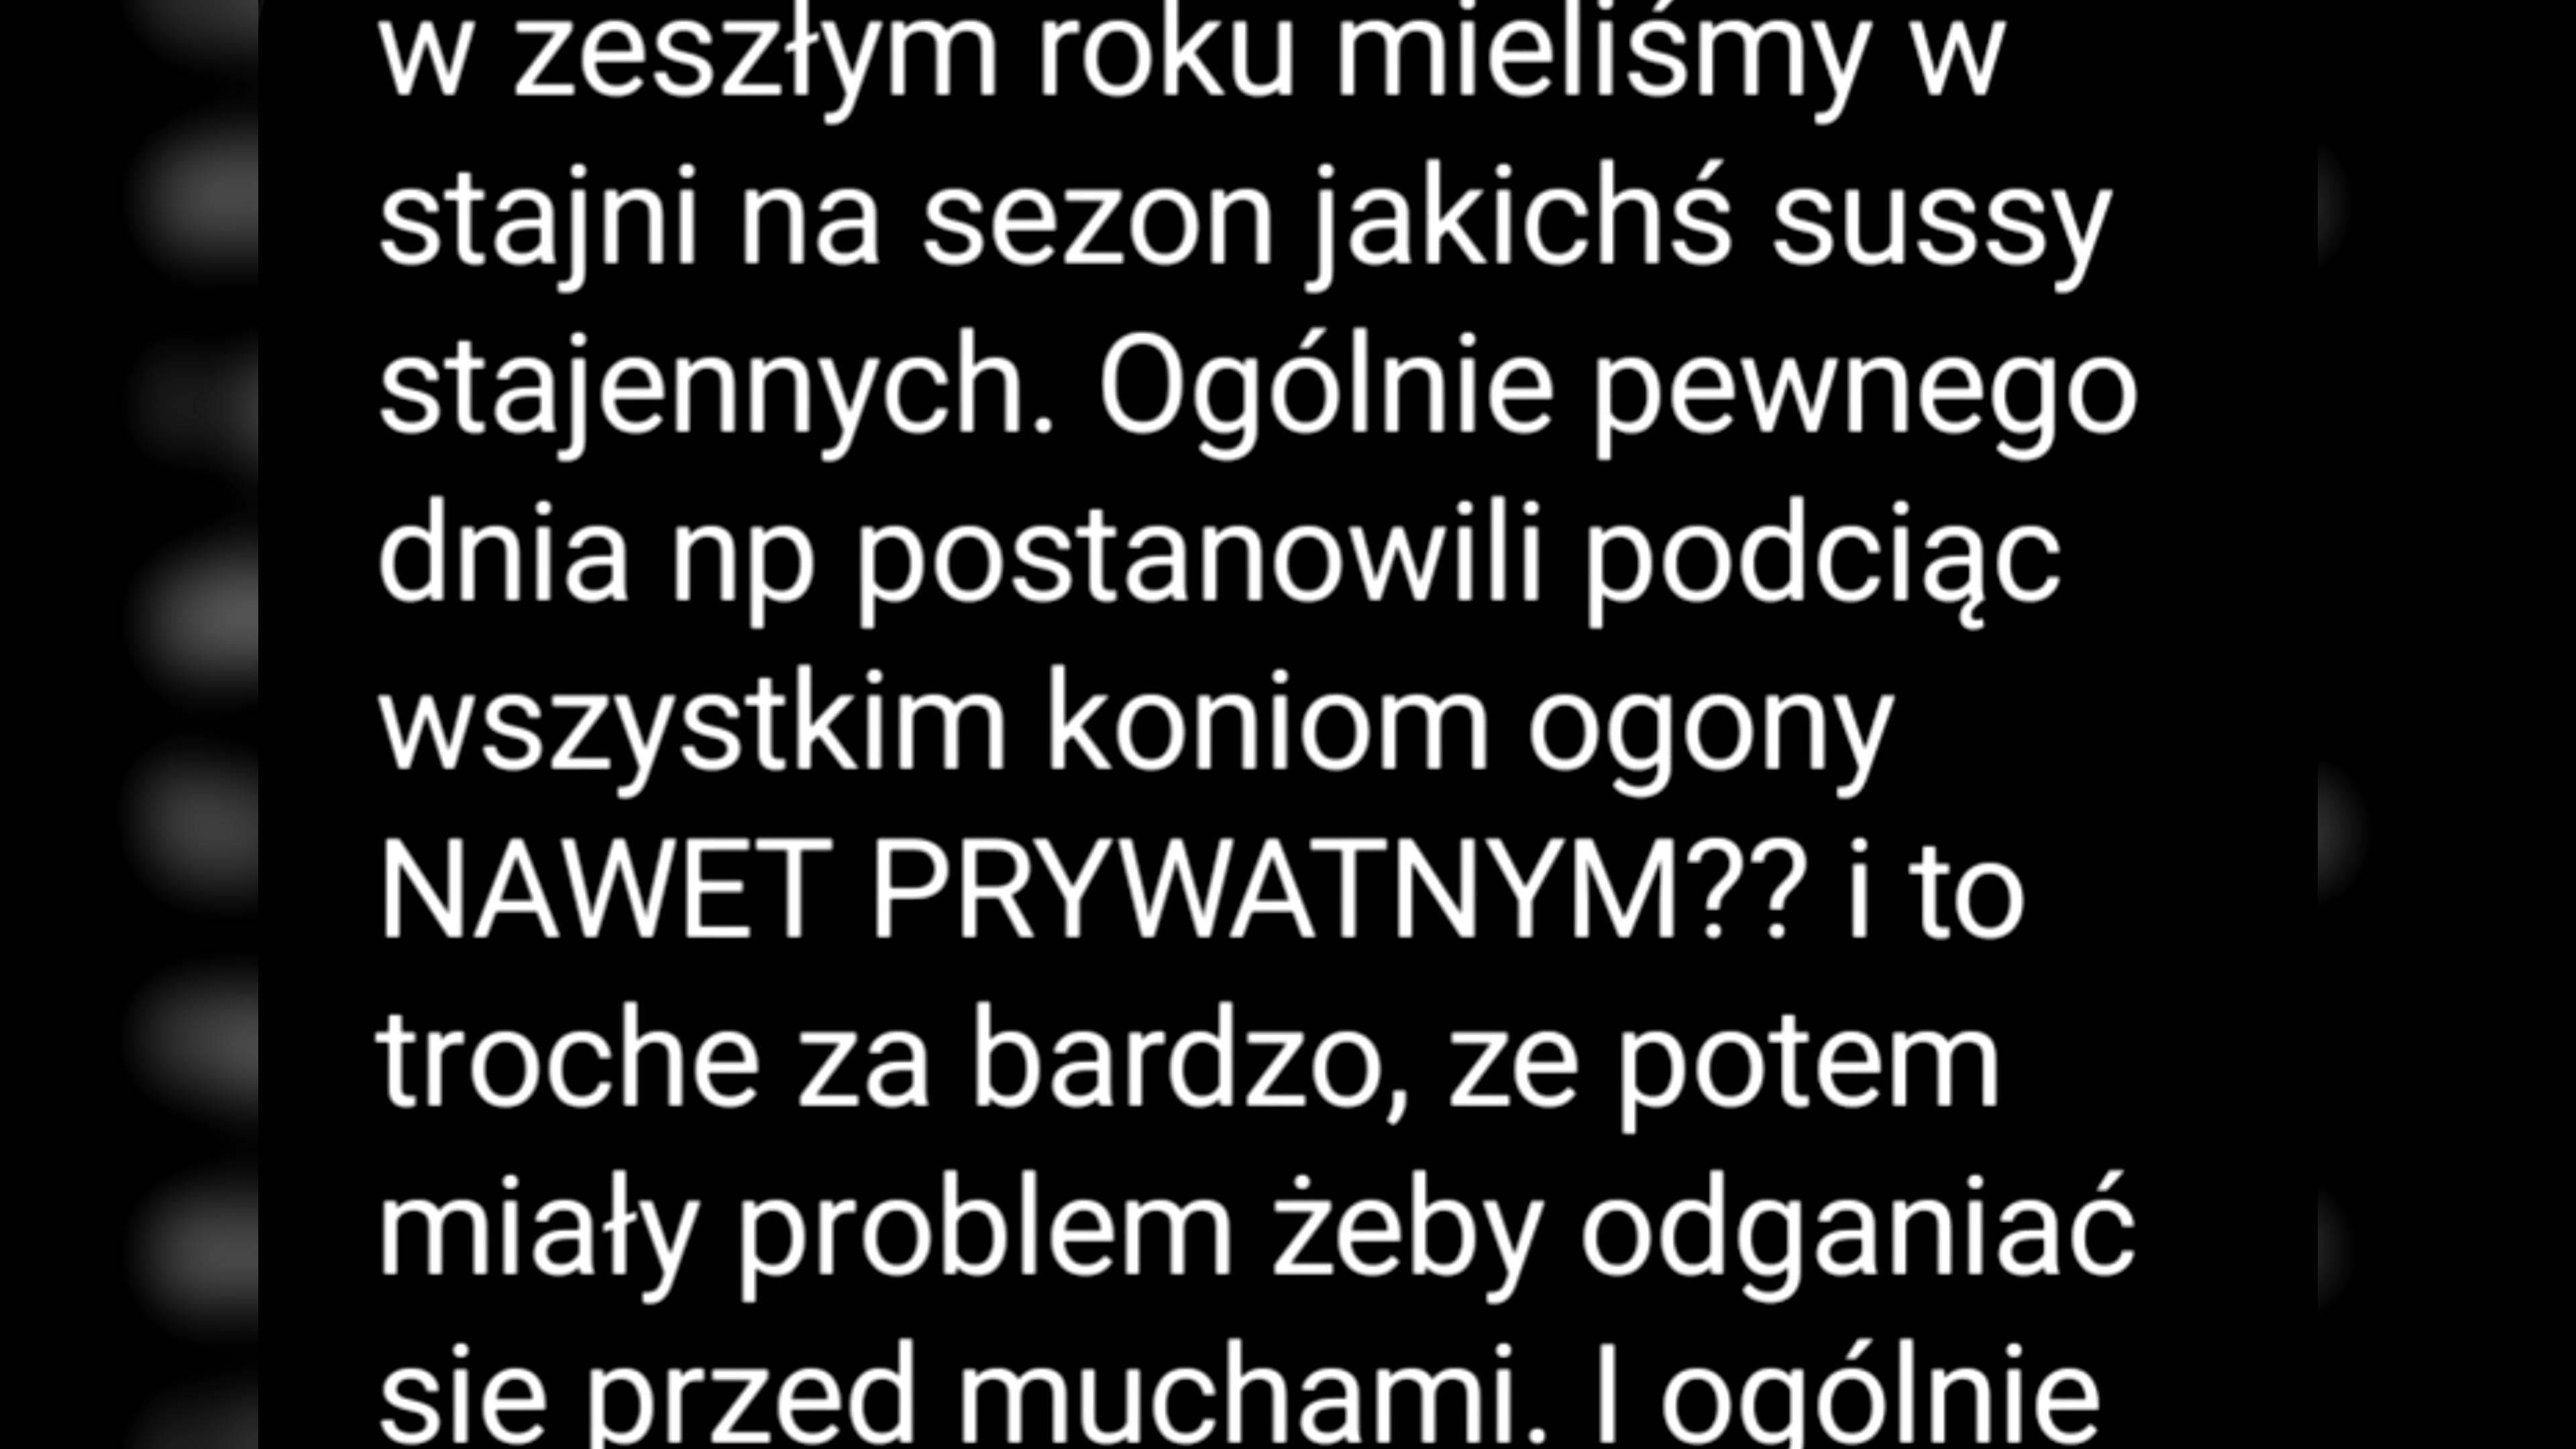 w zeszłym roku mieliśmy w
stajni na sezon jakichś sussy
stajennych. Ogólnie pewnego
dnia np postanowili podciąc
wszystkim koniom ogony
NAWET PRYWATNYM?? i to
troche za bardzo, ze potem
miały problem żeby odganiać
sie przed muchami. I ogólnie